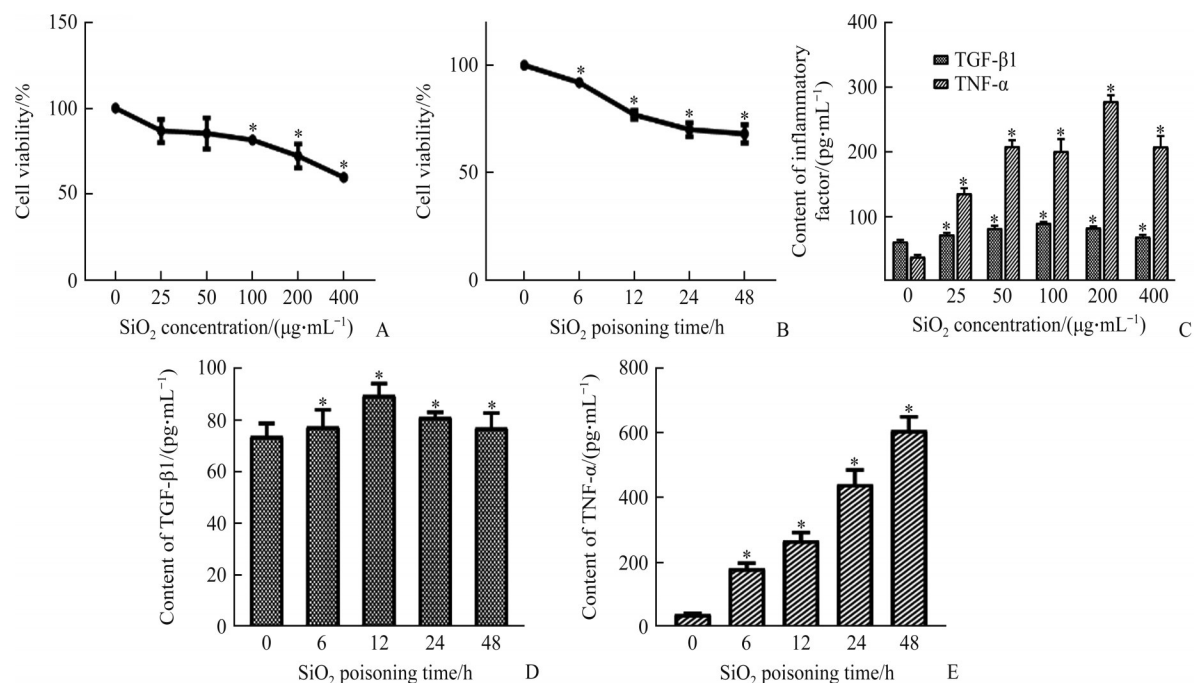 150
100
50
0
Cell viability/%
0 25 50 100 200 400
SiO₂ concentration/(μg·mL⁻¹)
A
* * *
100
50
0
Cell viability/%
0 6 12 24 48
SiO₂ poisoning time/h
B
* * * *
400
300
200
100
Content of inflammatory
factor/(pg·mL⁻¹)
TGF-β1
TNF-α
0 25 50 100 200 400
SiO₂ concentration/(μg·mL⁻¹)
C
* * * * * * * * * *
100
80
60
40
20
0
Content of TGF-β1/(pg·mL⁻¹)
0 6 12 24 48
SiO₂ poisoning time/h
D
* * * *
800
600
400
200
0
Content of TNF-α/(pg·mL⁻¹)
0 6 12 24 48
SiO₂ poisoning time/h
E
* * * *